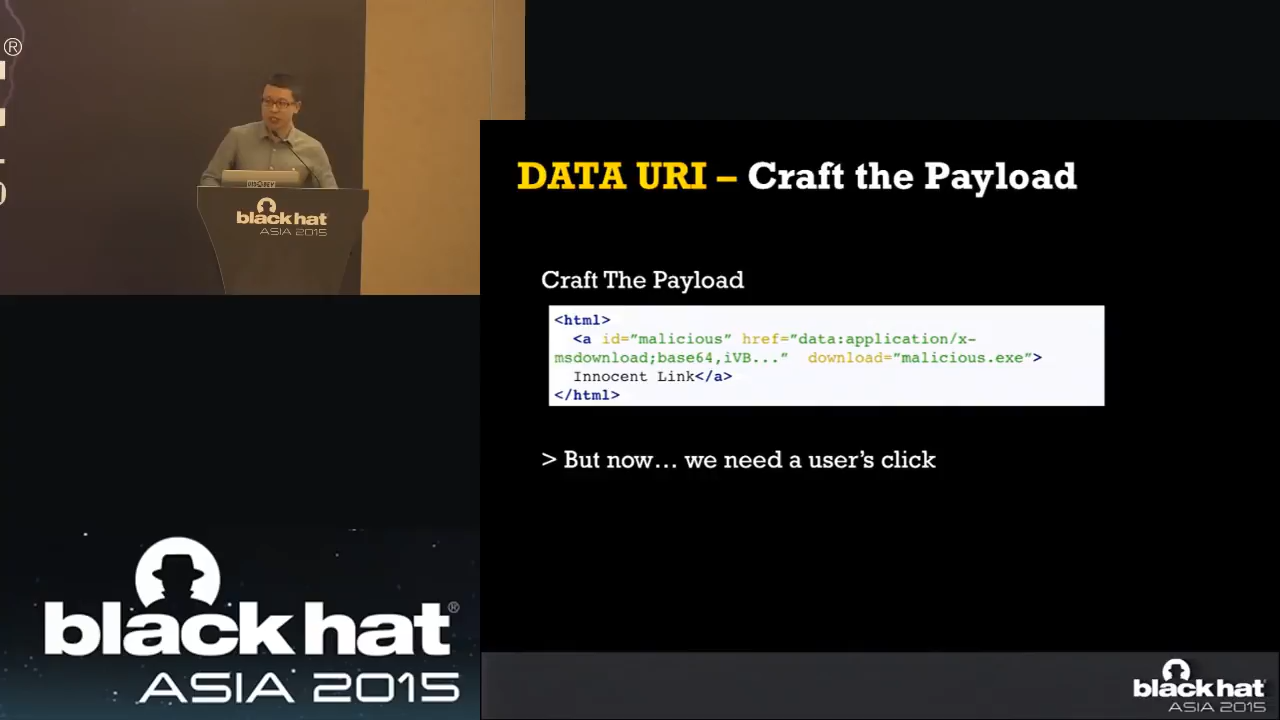 ®
black hat
ASIA 2015
DATA URI – Craft the Payload
Craft The Payload
<html>
<a id="malicious" href="data:application/x-
msdownload;base64,iVB..." download="malicious.exe">
Innocent Link</a>
</html>
> But now... we need a user's click
black hat®
ASIA 2015
black hat
ASIA 2015